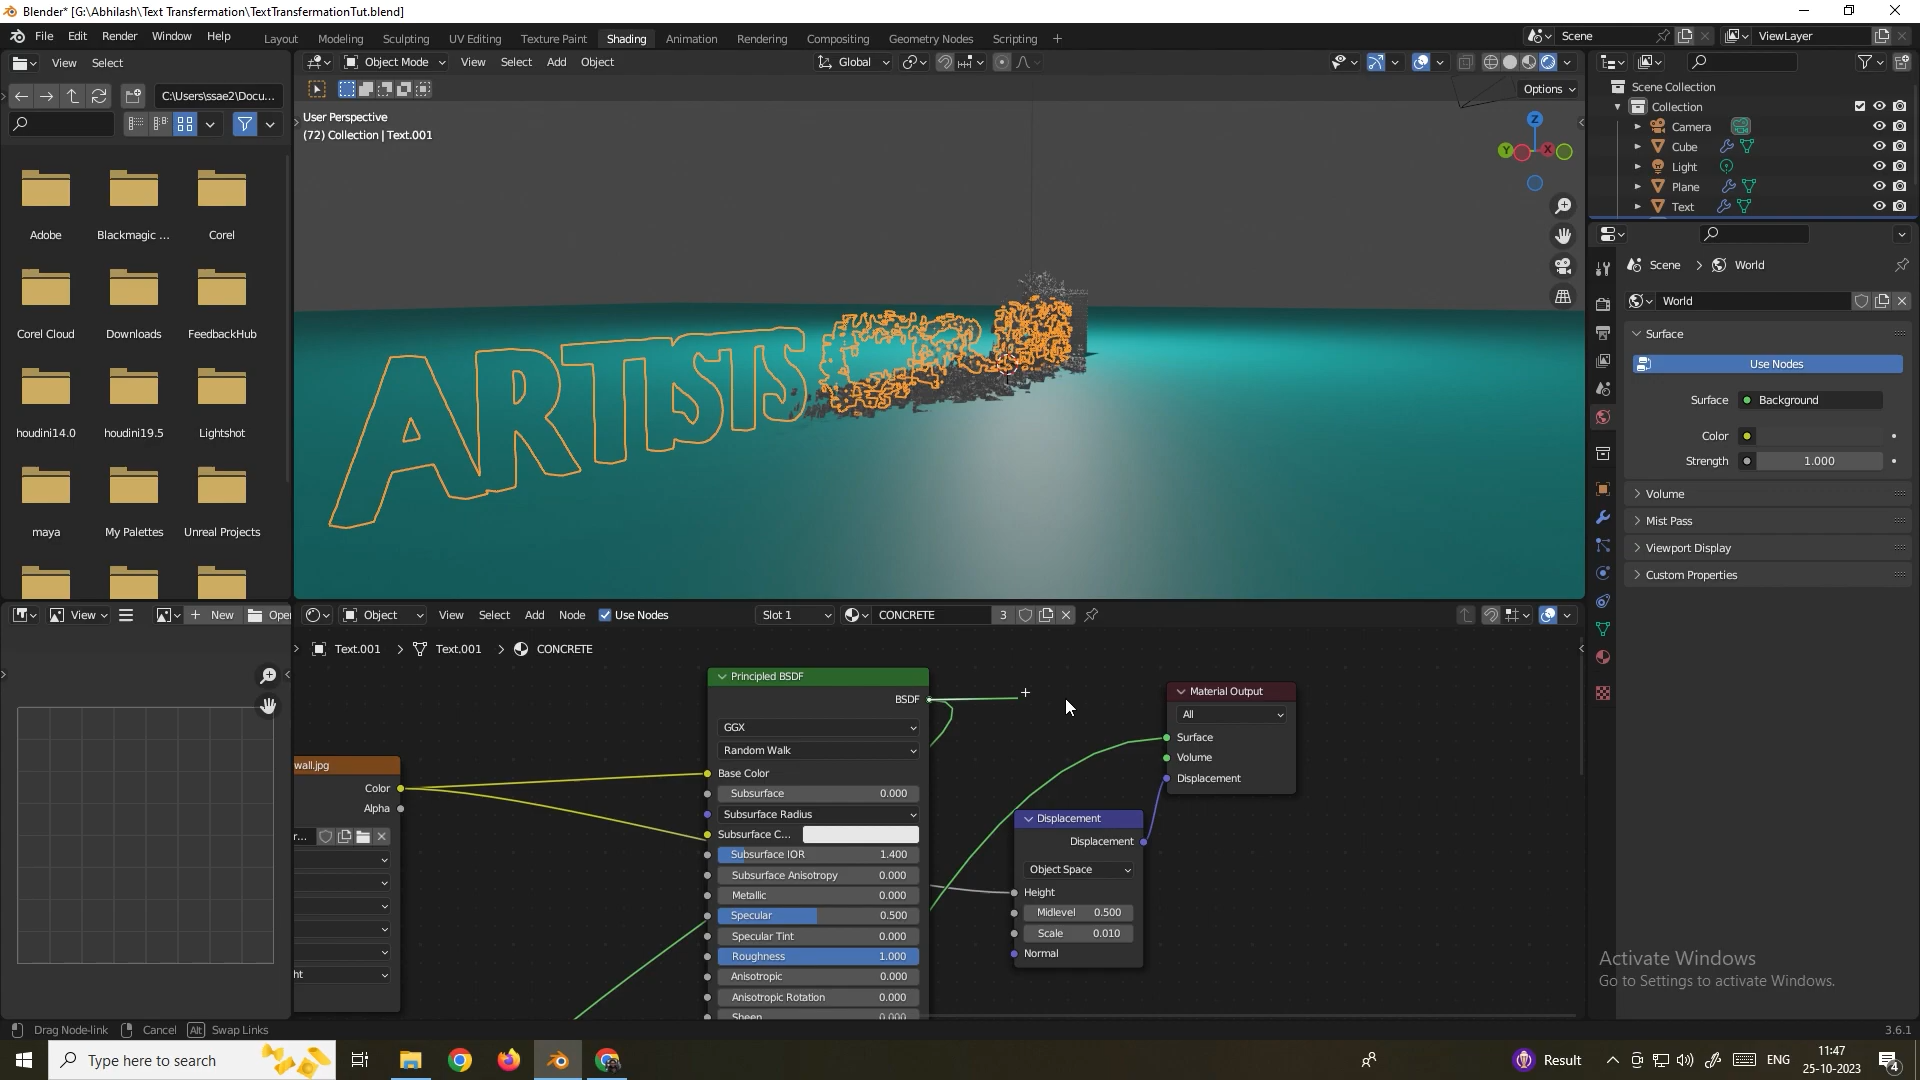 Blender* [G:\Abhilash\Text Transfermation\TextTransfermationTut.blend]
File Edit Render Window Help Layout Modeling Sculpting UV Editing Texture Paint Shading Animation Rendering Compositing Geometry Nodes Scripting Scene ViewLayer
View Select Object Mode View Select Add Object Global
C:\Users\ssae2\Docu... Options
User Perspective
(72) Collection | Text.001
Scene Collection
Collection
Camera
Cube
Light
Plane
Text
Z
Y X
Adobe Blackmagic ... Corel
Corel Cloud Downloads FeedbackHub
houdini14.0 houdini19.5 Lightshot
maya My Palettes Unreal Projects
ARTISTS
Scene > World
World
Surface
Use Nodes
Surface Background
Color
Strength 1.000
Volume
Mist Pass
Viewport Display
Custom Properties
View New Open
Object View Select Add Node Use Nodes Slot 1 CONCRETE 3
Text.001 > Text.001 > CONCRETE
Principled BSDF
BSDF
GGX
Random Walk
Base Color
Subsurface 0.000
Subsurface Radius
Subsurface C...
Subsurface IOR 1.400
Subsurface Anisotropy 0.000
Metallic 0.000
Specular 0.500
Specular Tint 0.000
Roughness 1.000
Anisotropic 0.000
Anisotropic Rotation 0.000
Sheen 0.000
wall.jpg
Color
Alpha
r...
ht
Material Output
All
Surface
Volume
Displacement
Displacement
Displacement
Object Space
Height
Midlevel 0.500
Scale 0.010
Normal
Activate Windows
Go to Settings to activate Windows.
Drag Node-link Cancel Alt Swap Links 3.6.1
Type here to search Result ENG 11:47
25-10-2023 4